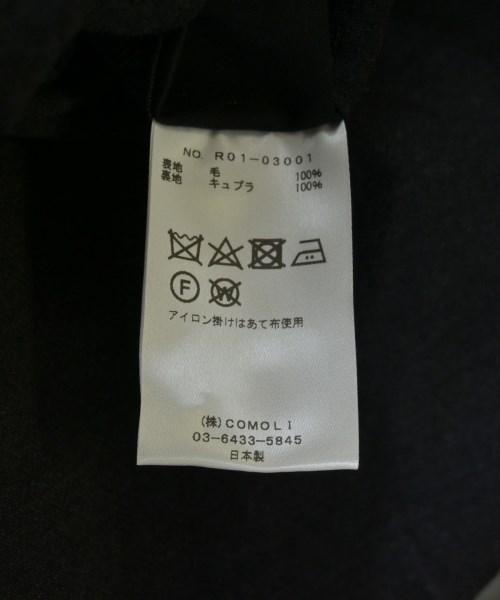 NO. R01-03001
表地 毛 100%
裏地 キュプラ 100%
F W
アイロン掛けはあて布使用
(株)COMOLI
03-6433-5845
日本製